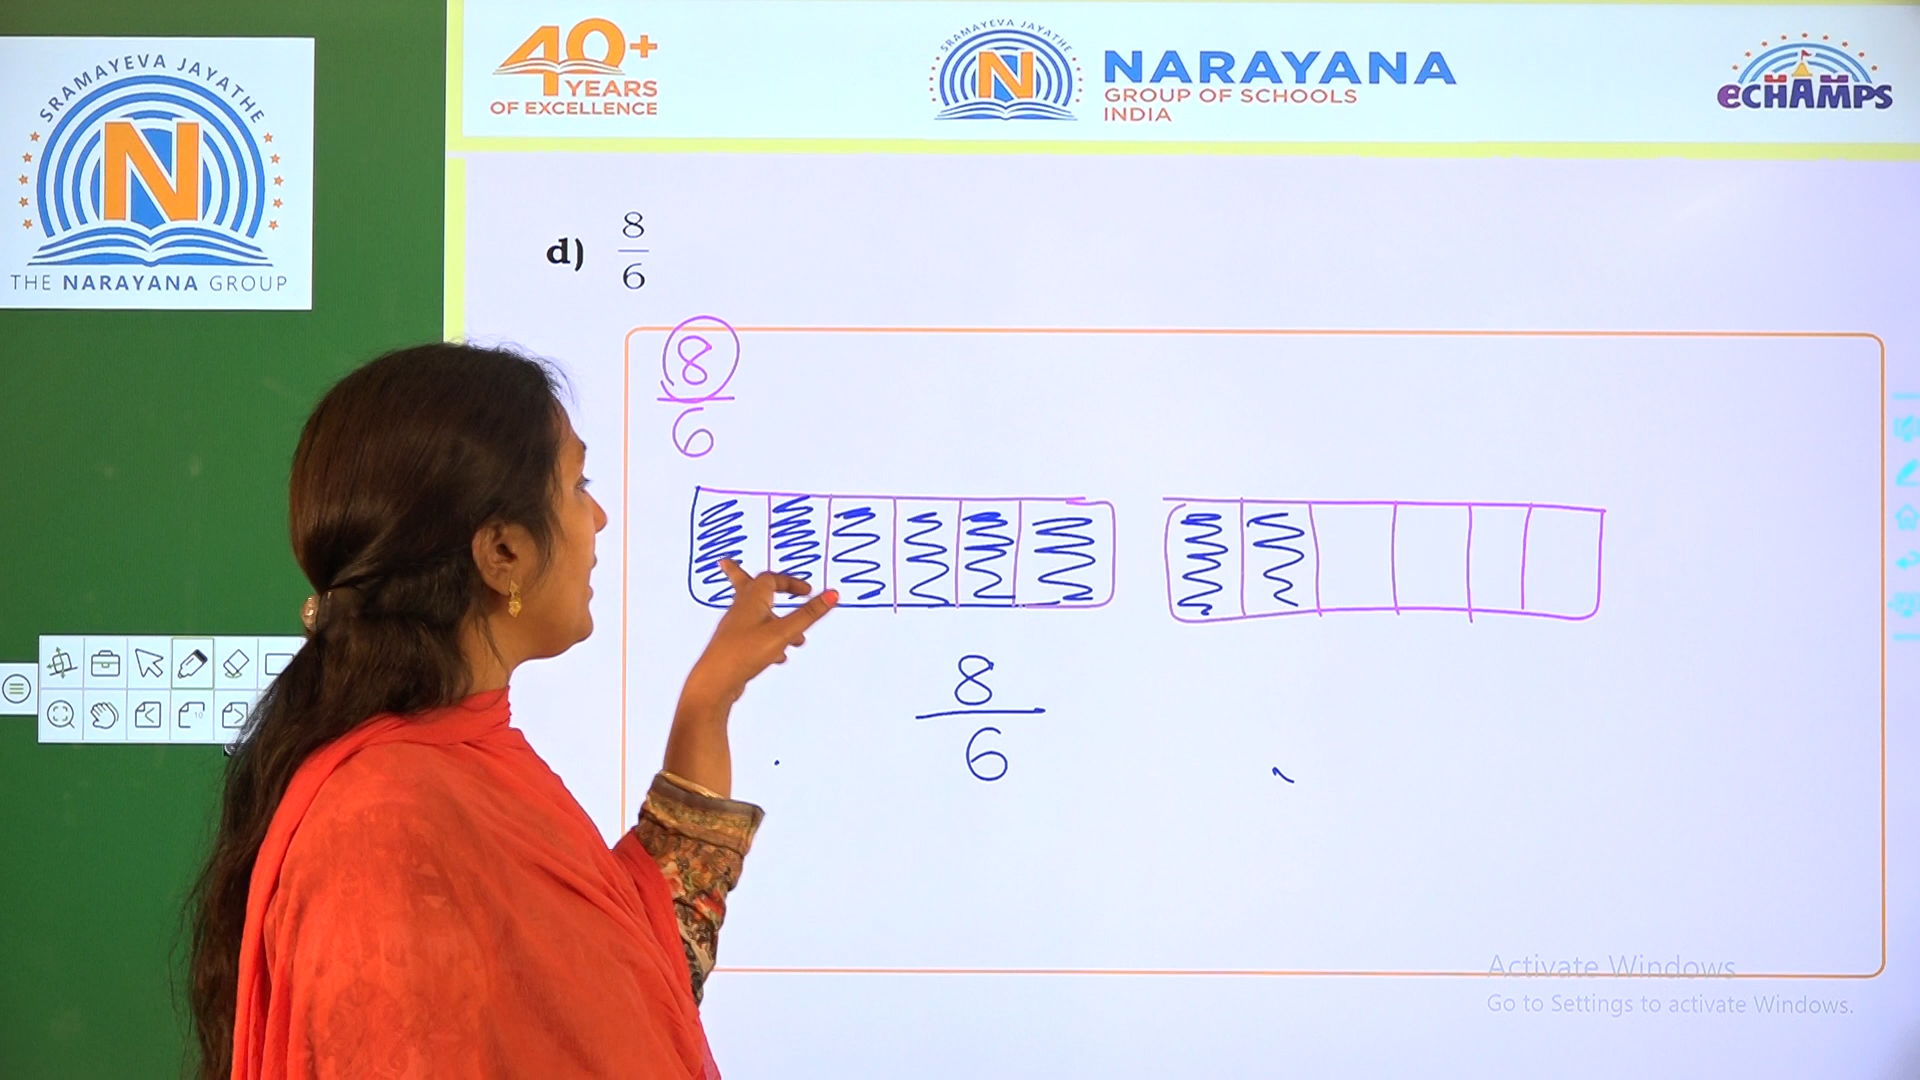 SRAMAYEVA JAYATHE
N
THE NARAYANA GROUP
40+
YEARS
OF EXCELLENCE
SRAMAYEVA JAYATHE
N
NARAYANA
GROUP OF SCHOOLS
INDIA
eCHAMPS
d) 8/6
8/6
8/6
Activate Windows
Go to Settings to activate Windows.